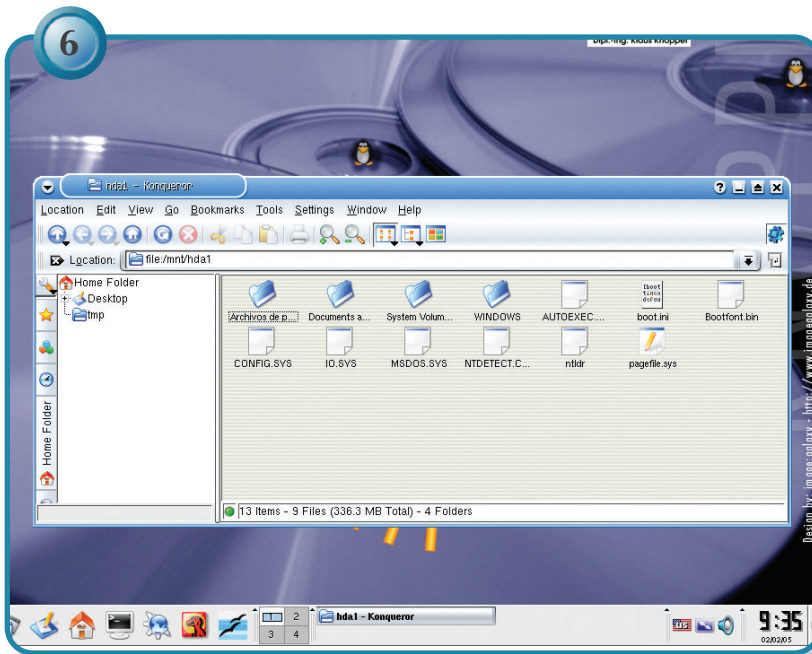 6
Dipl.-Ing. Klaus Knopper
hda1 - Konqueror
Location Edit View Go Bookmarks Tools Settings Window Help
Location: file:/mnt/hda1
Home Folder
Desktop
tmp
Home Folder
Archivos de p... Documents a... System Volum... WINDOWS AUTOEXEC.... boot.ini Bootfont.bin
CONFIG.SYS IO.SYS MSDOS.SYS NTDETECT.C... ntldr pagefile.sys
13 Items - 9 Files (336.3 MB Total) - 4 Folders
Design by: image:galaxy - http://www.imagegalaxy.de
2
3 4
hda1 - Konqueror
US
9:35
02/02/05